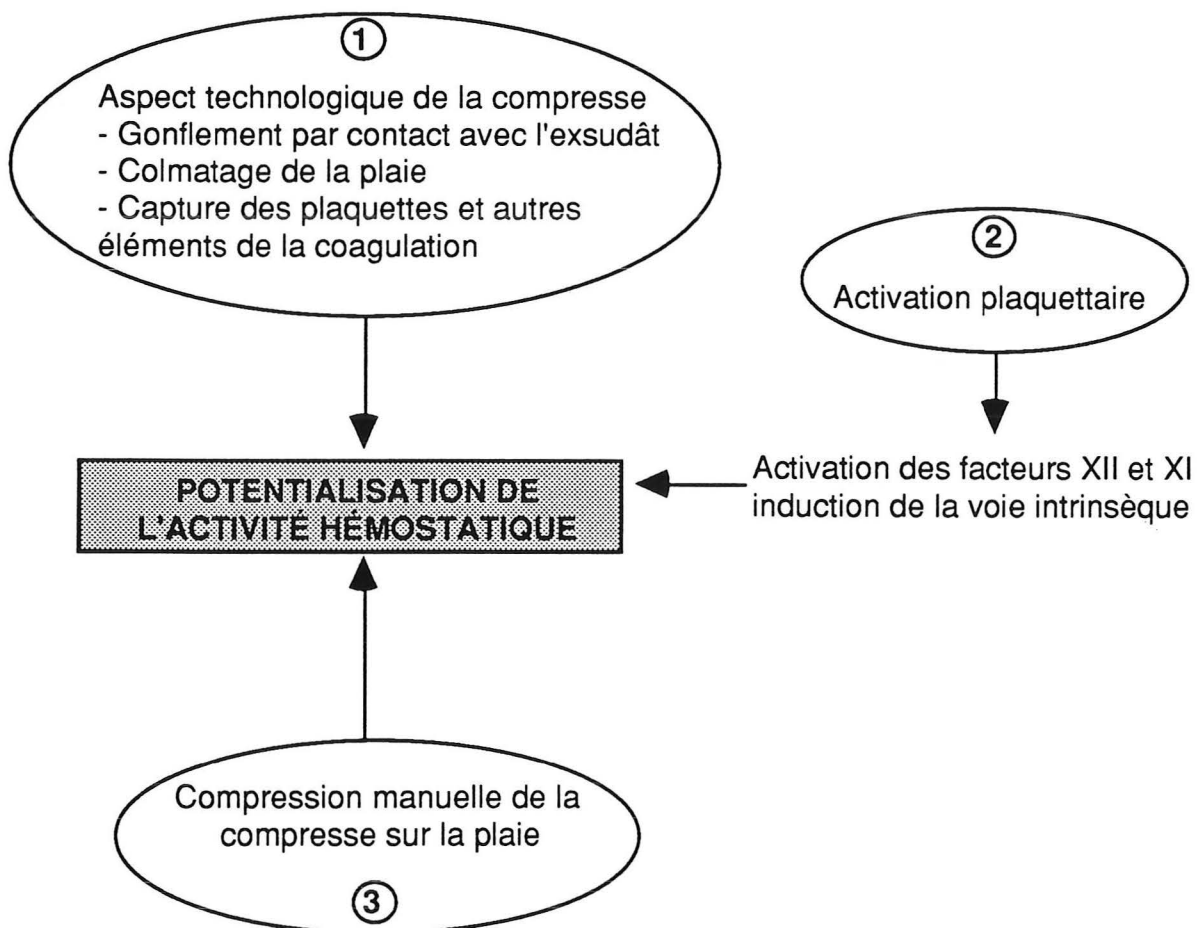 1
Aspect technologique de la compresse
- Gonflement par contact avec l'exsudât
- Colmatage de la plaie
- Capture des plaquettes et autres
éléments de la coagulation
2
Activation plaquettaire
Activation des facteurs XII et XI
induction de la voie intrinsèque
POTENTIALISATION DE
L'ACTIVITÉ HÉMOSTATIQUE
Compression manuelle de la
compresse sur la plaie
3